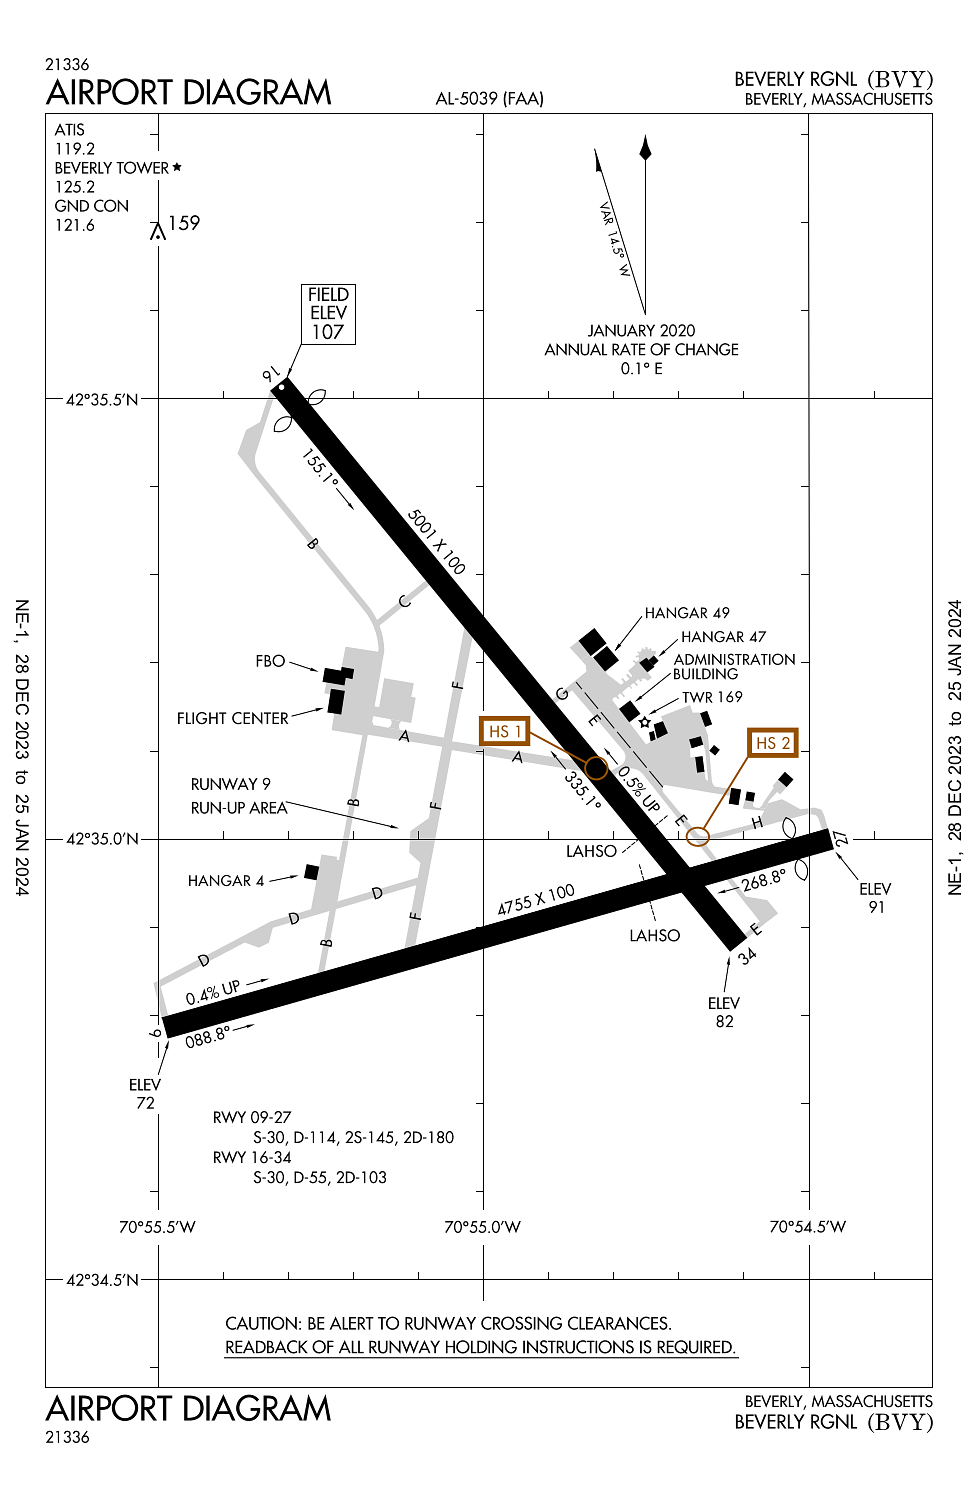 21336
AIRPORT DIAGRAM
AL-5039 (FAA)
BEVERLY RGNL (BVY)
BEVERLY, MASSACHUSETTS
ATIS
119.2
BEVERLY TOWER★
125.2
GND CON
121.6
159
VAR 14.5° W
JANUARY 2020
ANNUAL RATE OF CHANGE
0.1° E
FIELD
ELEV
107
16
42°35.5'N
155.1°
5001 X 100
B
C
HANGAR 49
HANGAR 47
ADMINISTRATION
BUILDING
TWR 169
FBO
FLIGHT CENTER
F
G
E
HS 1
HS 2
A
A
RUNWAY 9
RUN-UP AREA
B
F
335.1°
0.5% UP
E
H
27
42°35.0'N
LAHSO
HANGAR 4
D
D
D
4755 X 100
268.8°
ELEV
91
F
B
LAHSO
E
34
0.4% UP
088.8°
9
ELEV
82
ELEV
72
RWY 09-27
S-30, D-114, 2S-145, 2D-180
RWY 16-34
S-30, D-55, 2D-103
70°55.5'W
70°55.0'W
70°54.5'W
42°34.5'N
CAUTION: BE ALERT TO RUNWAY CROSSING CLEARANCES.
READBACK OF ALL RUNWAY HOLDING INSTRUCTIONS IS REQUIRED.
AIRPORT DIAGRAM
21336
BEVERLY, MASSACHUSETTS
BEVERLY RGNL (BVY)
NE-1, 28 DEC 2023 to 25 JAN 2024
NE-1, 28 DEC 2023 to 25 JAN 2024